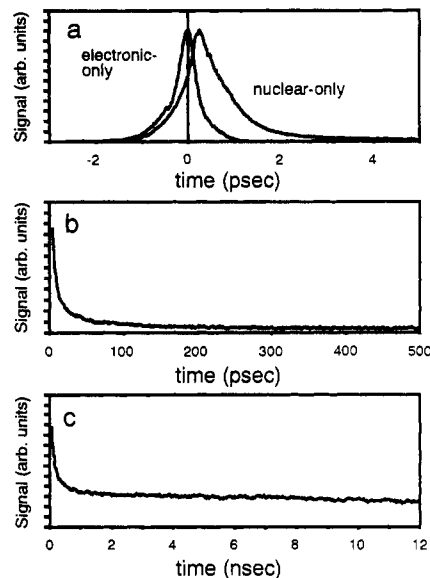 Signal (arb. units)
a
electronic-
only
nuclear-only
-2 0 2 4
time (psec)
Signal (arb. units)
b
0 100 200 300 400 500
time (psec)
Signal (arb. units)
c
0 2 4 6 8 10 12
time (nsec)